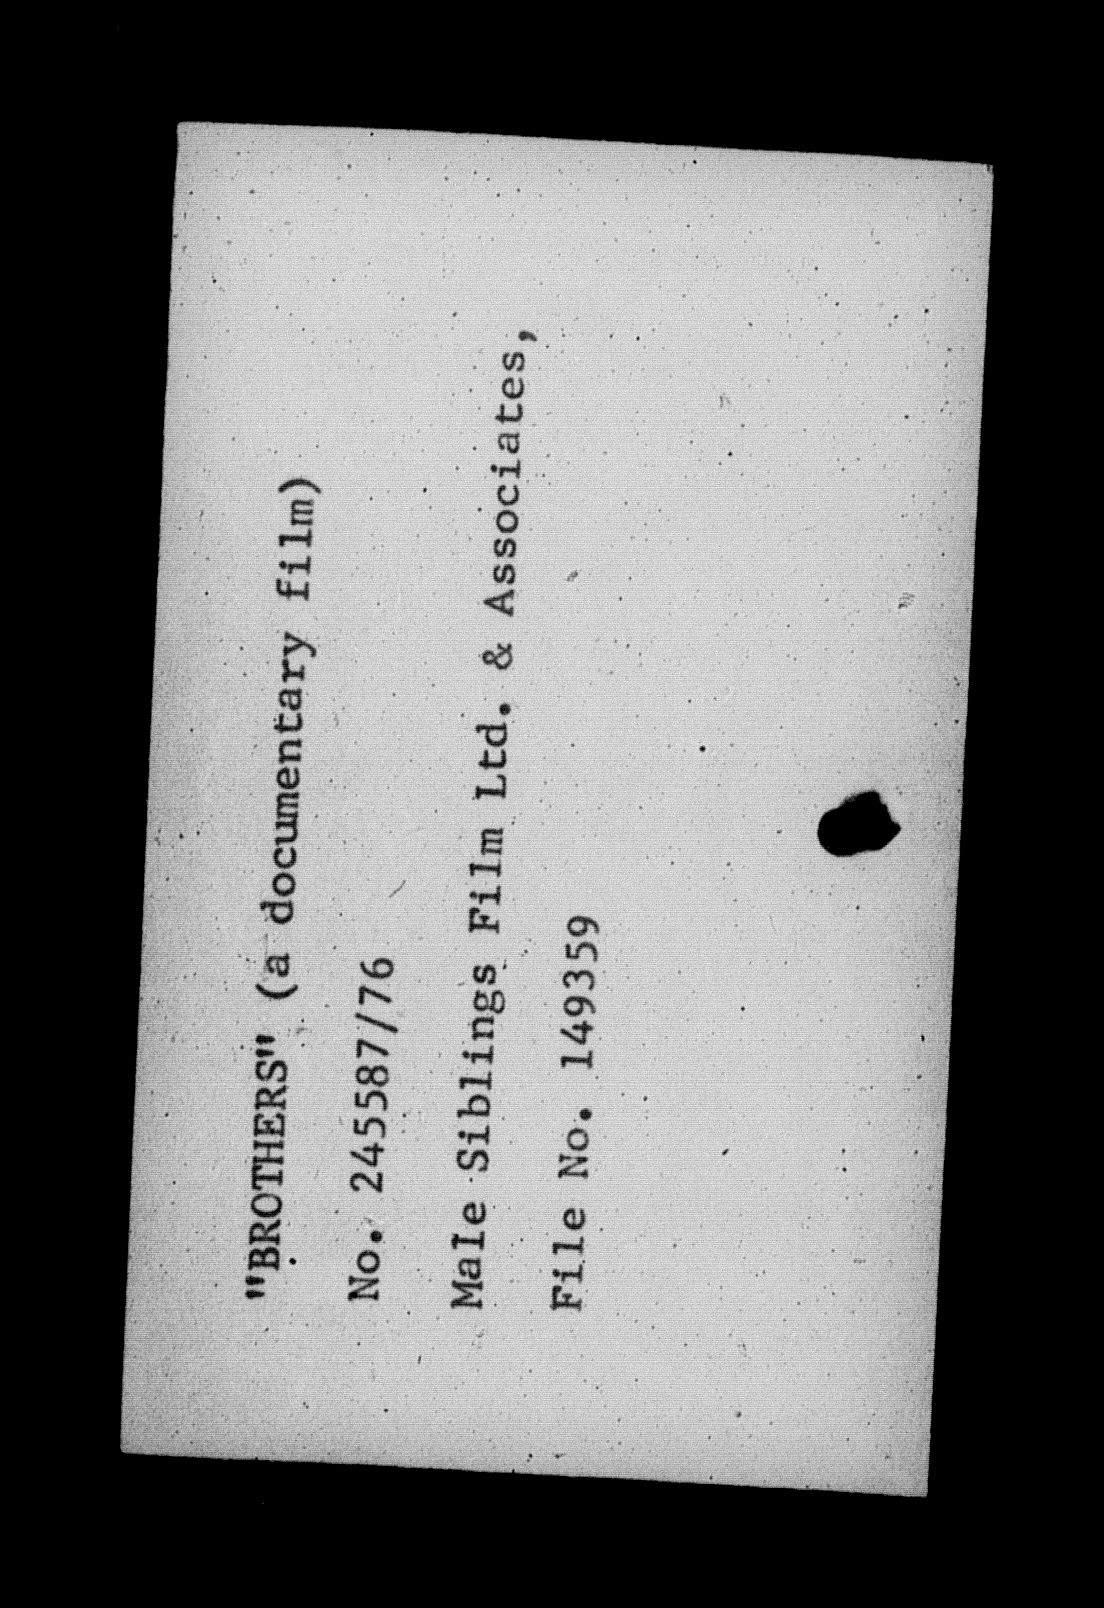 "BROTHERS" (a documentary film)
No. 245587/76
Male Siblings Film Ltd. & Associates,
File No. 149359